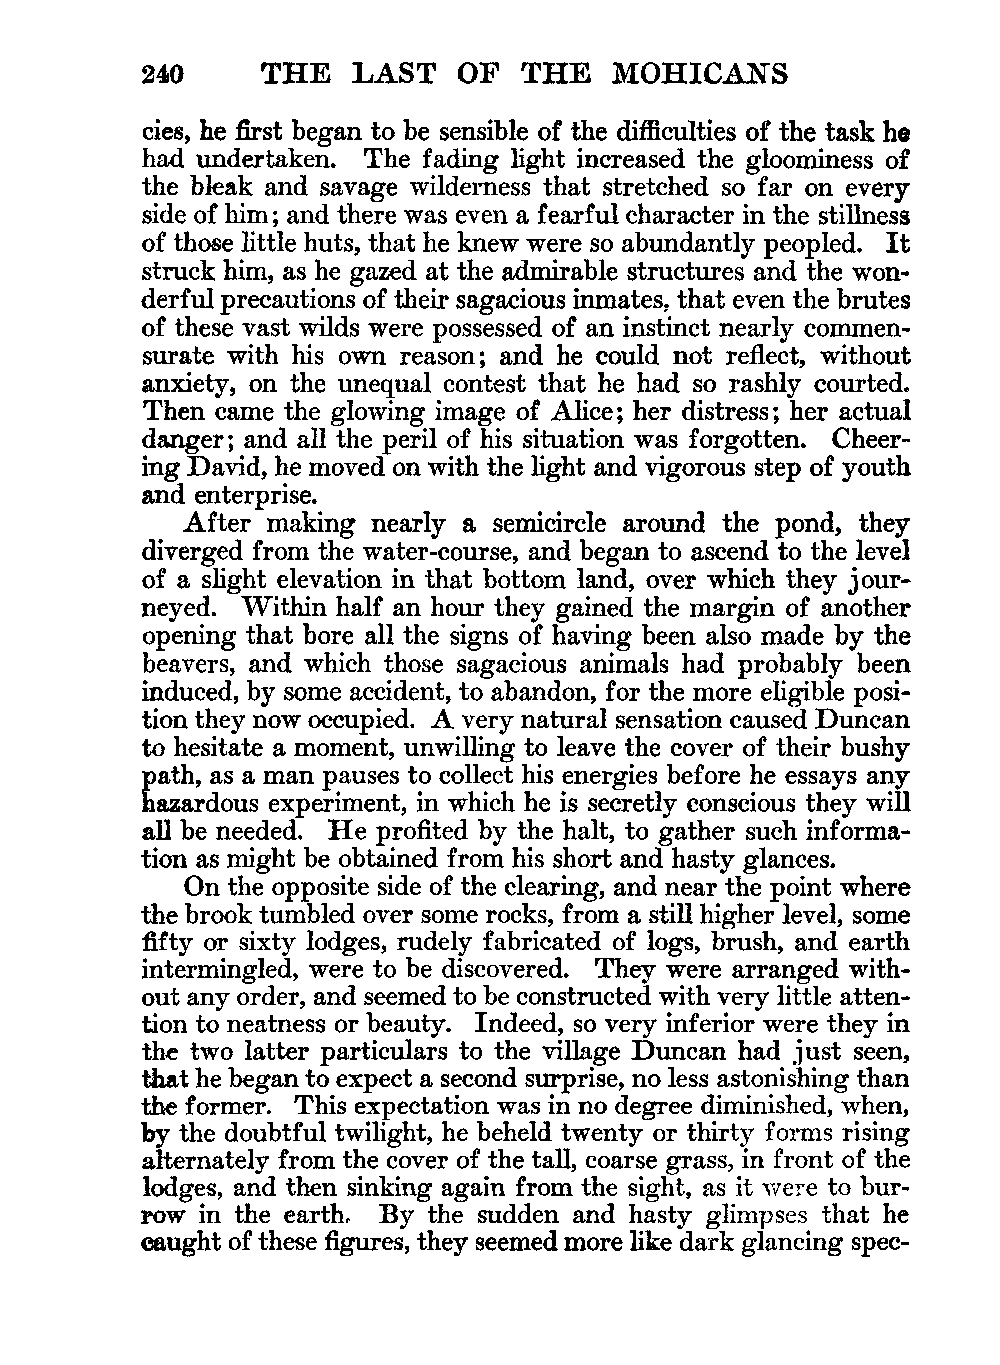 240 THE LAST OF THE MOHICANS
cies, he first began to be sensible of the difficulties of the task he
had undertaken. The fading light increased the gloominess of
the bleak and savage wilderness that stretched so far on every
side of him; and there was even a fearful character in the stillness
of those little huts, that he knew were so abundantly peopled. It
struck him, as he gazed at the admirable structures and the won-
derful precautions of their sagacious inmates, that even the brutes
of these vast wilds were possessed of an instinct nearly commen-
surate with his own reason; and he could not reflect, without
anxiety, on the unequal contest that he had so rashly courted.
Then came the glowing image of Alice; her distress; her actual
danger; and all the peril of his situation was forgotten. Cheer-
ing David, he moved on with the light and vigorous step of youth
and enterprise.
After making nearly a semicircle around the pond, they
diverged from the water-course, and began to ascend to the level
of a slight elevation in that bottom land, over which they jour-
neyed. Within half an hour they gained the margin of another
opening that bore all the signs of having been also made by the
beavers, and which those sagacious animals had probably been
induced, by some accident, to abandon, for the more eligible posi-
tion they now occupied. A very natural sensation caused Duncan
to hesitate a moment, unwilling to leave the cover of their bushy
path, as a man pauses to collect his energies before he essays any
hazardous experiment, in which he is secretly conscious they will
all be needed. He profited by the halt, to gather such informa-
tion as might be obtained from his short and hasty glances.
On the opposite side of the clearing, and near the point where
the brook tumbled over some rocks, from a still higher level, some
fifty or sixty lodges, rudely fabricated of logs, brush, and earth
intermingled, were to be discovered. They were arranged with-
out any order, and seemed to be constructed with very little atten-
tion to neatness or beauty. Indeed, so very inferior were they in
the two latter particulars to the village Duncan had just seen,
that he began to expect a second surprise, no less astonishing than
the former. This expectation was in no degree diminished, when,
by the doubtful twilight, he beheld twenty or thirty forms rising
alternately from the cover of the tall, coarse grass, in front of the
lodges, and then sinking again from the sight, as it were to bur-
row in the earth. By the sudden and hasty glimpses that he
caught of these figures, they seemed more like dark glancing spec-